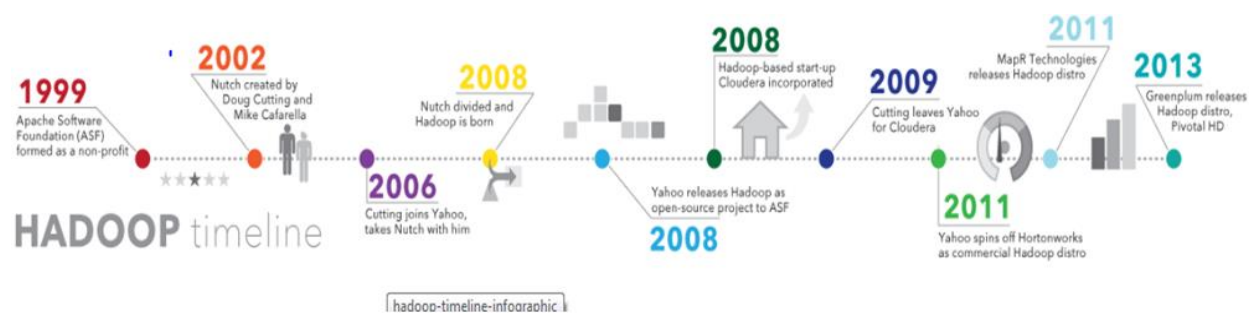 1999
Apache Software
Foundation (ASF)
formed as a non-profit
2002
Nutch created by
Doug Cutting and
Mike Cafarella
2006
Cutting joins Yahoo,
takes Nutch with him
2008
Nutch divided and
Hadoop is born
Yahoo releases Hadoop as
open-source project to ASF
2008
2008
Hadoop-based start-up
Cloudera incorporated
2009
Cutting leaves Yahoo
for Cloudera
2011
Yahoo spins off Hortonworks
as commercial Hadoop distro
2011
MapR Technologies
releases Hadoop distro
2013
Greenplum releases
Hadoop distro,
Pivotal HD
HADOOP timeline
hadoop-timeline-infographic